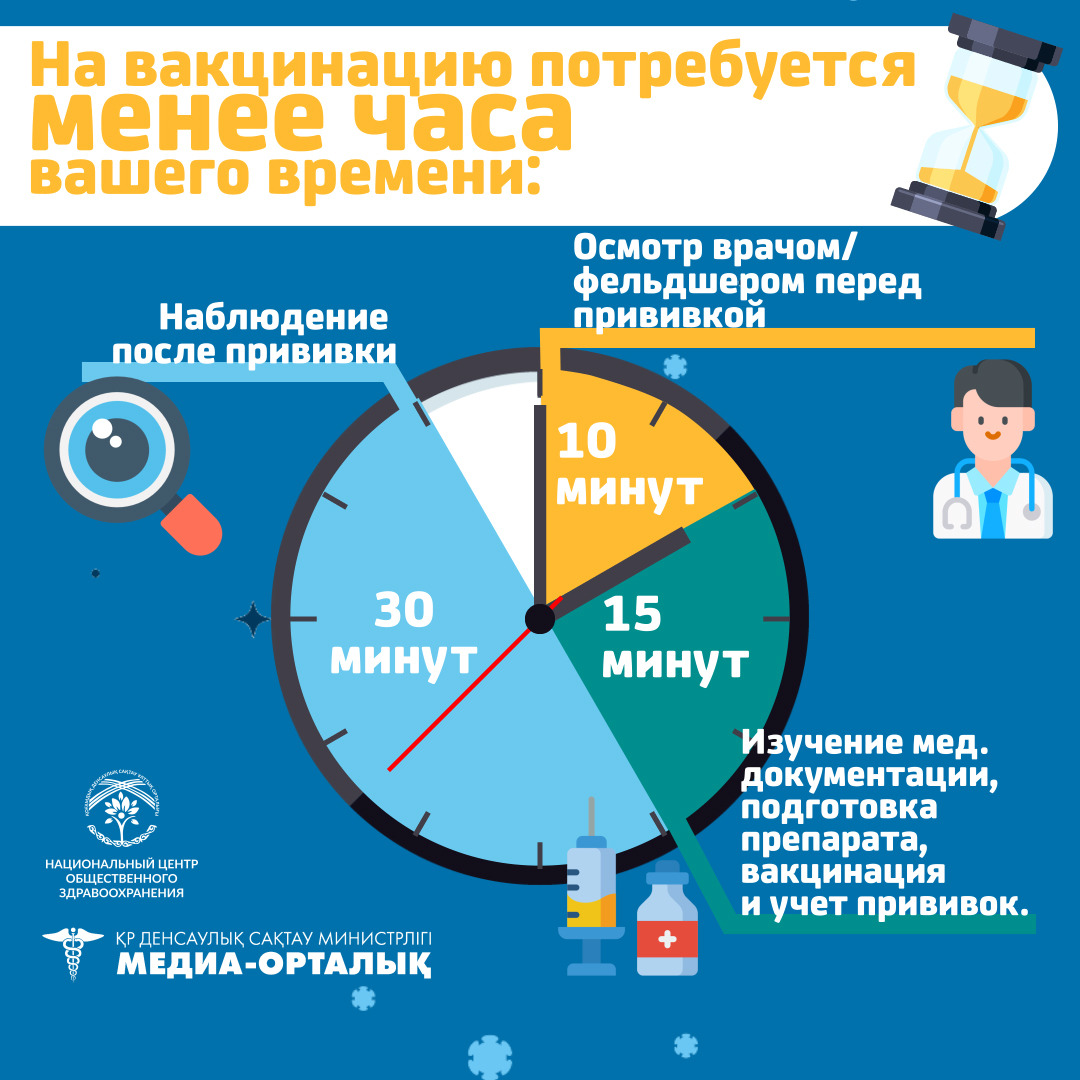 На вакцинацию потребуется
менее часа
вашего времени:
Осмотр врачом/
фельдшером перед
прививкой
Наблюдение
после прививки
10
минут
30
минут
15
минут
Изучение мед.
документации,
подготовка
препарата,
вакцинация
и учет прививок.
НАЦИОНАЛЬНЫЙ ЦЕНТР
ОБЩЕСТВЕННОГО
ЗДРАВООХРАНЕНИЯ
ҚР ДЕНСАУЛЫҚ САҚТАУ МИНИСТРЛІГІ
МЕДИА-ОРТАЛЫҚ